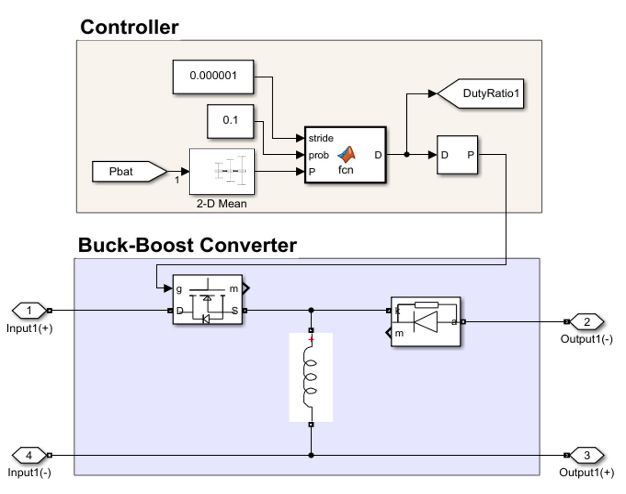 Controller
0.000001
0.1
Pbat
1
2-D Mean
stride
prob
P
D
fcn
DutyRatio1
D P
Buck-Boost Converter
g m
D S
1
Input1(+)
+
k
m
a
2
Output1(-)
4
Input1(-)
3
Output1(+)